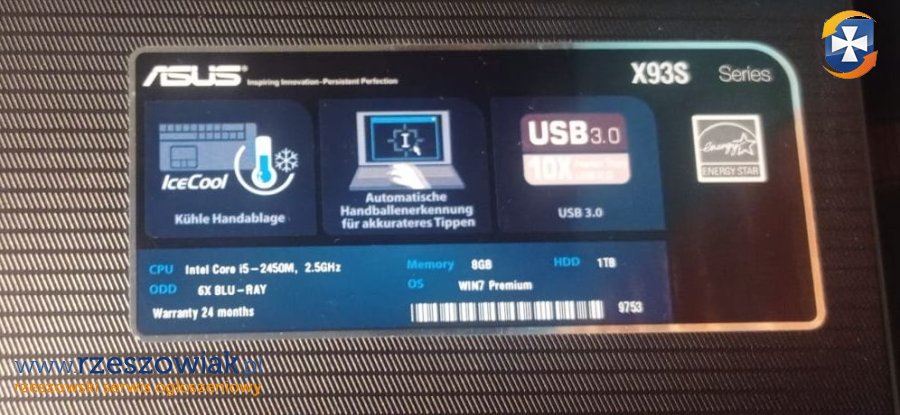 ASUS Inspiring Innovation - Persistent Perfection
X93S Series
IceCool
Kühle Handablage
Automatische
Handballenerkennung
für akkurateres Tippen
USB 3.0
10X
USB 3.0
energy
ENERGY STAR
CPU Intel Core i5-2450M, 2.5GHz
Memory 8GB
HDD 1TB
ODD 6X BLU-RAY
OS WIN7 Premium
Warranty 24 months
9753
www.rzeszowiak.pl
rzeszowski serwis ogłoszeniowy